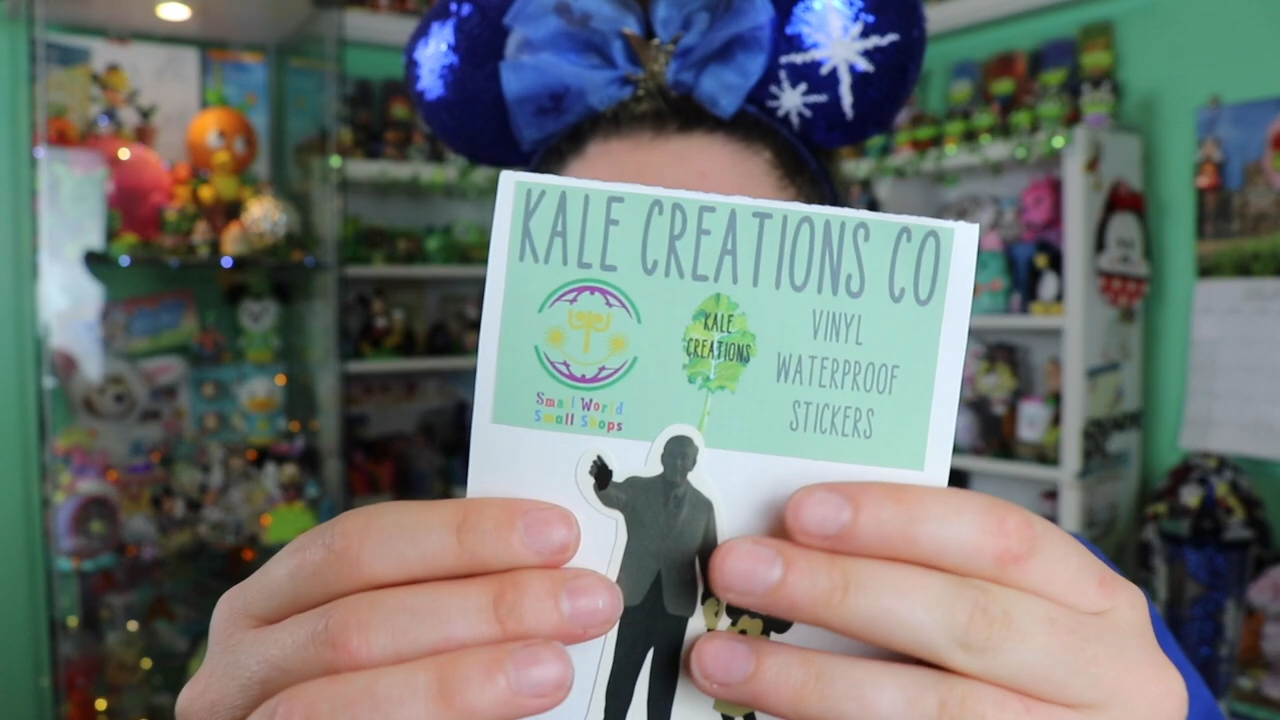 KALE CREATIONS CO
Small World
Small Shops
KALE
CREATIONS
VINYL
WATERPROOF
STICKERS